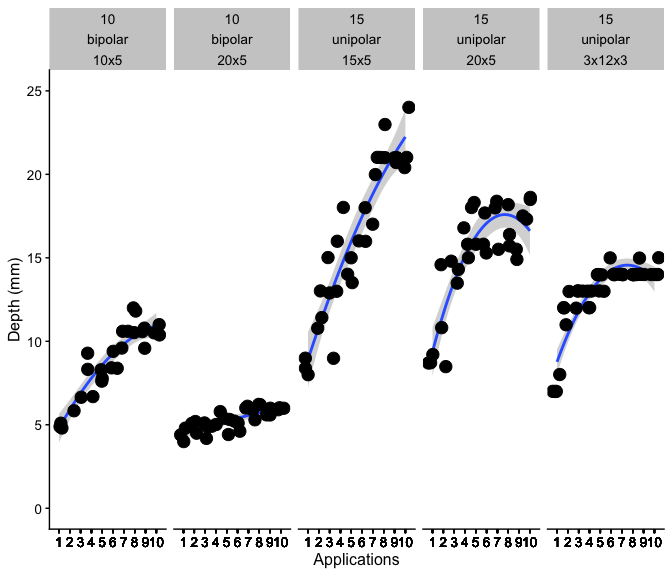 10 10 15 15 15
bipolar bipolar unipolar unipolar unipolar
10x5 20x5 15x5 20x5 3x12x3
25
20
15
10
5
0
Depth (mm)
1 2 3 4 5 6 7 8 9 10 1 2 3 4 5 6 7 8 9 10 1 2 3 4 5 6 7 8 9 10 1 2 3 4 5 6 7 8 9 10 1 2 3 4 5 6 7 8 9 10
Applications